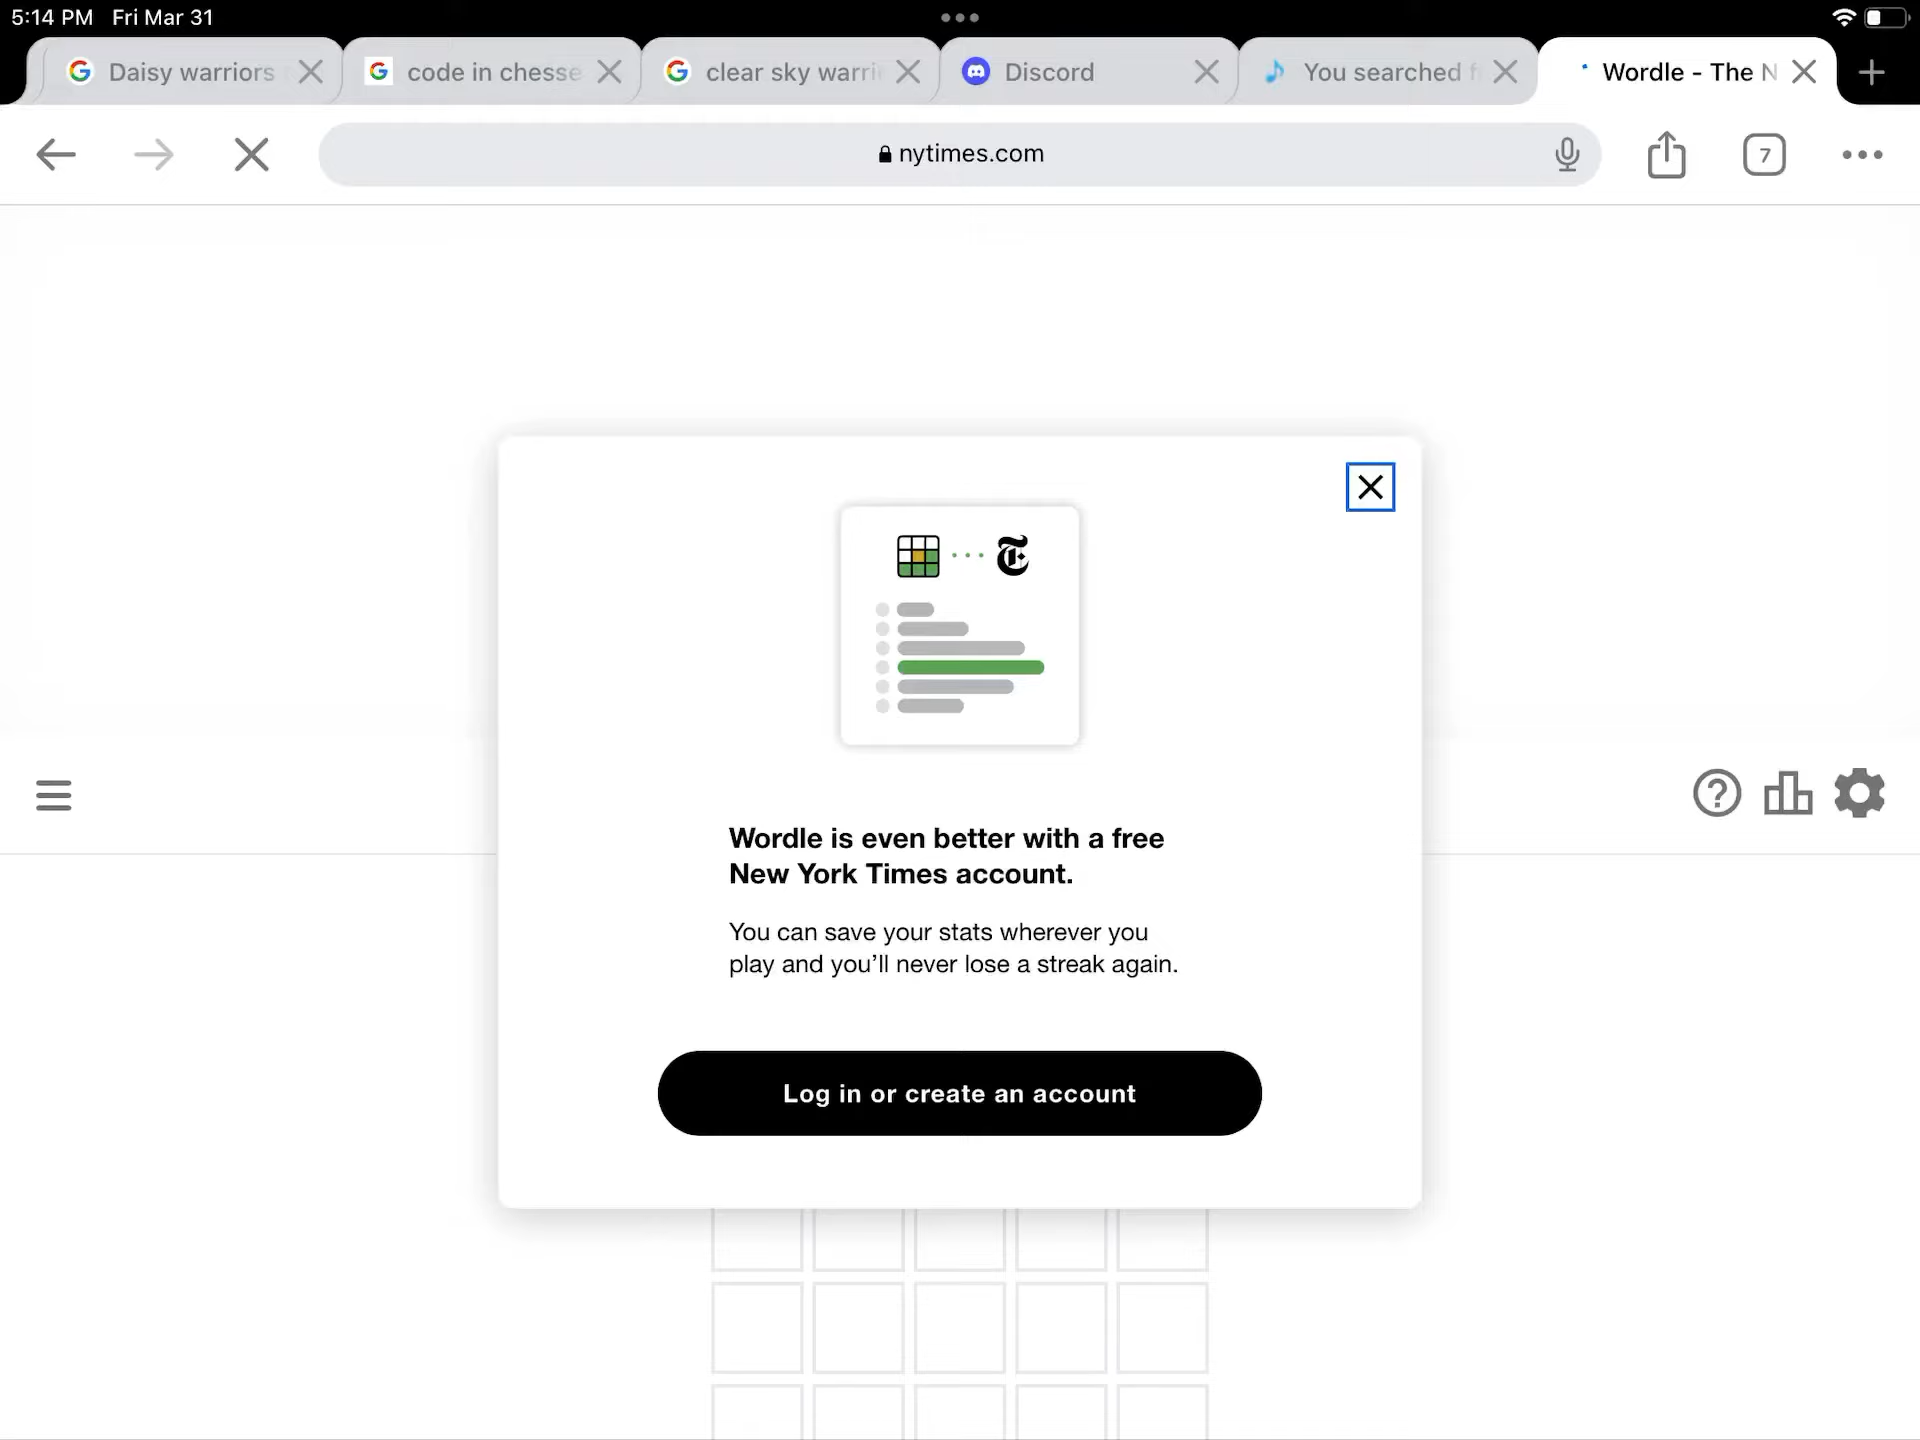 5:14 PM Fri Mar 31
Daisy warriors
code in chesse
clear sky warri
Discord
You searched f
Wordle - The N
nytimes.com
7
Wordle is even better with a free
New York Times account.
You can save your stats wherever you
play and you’ll never lose a streak again.
Log in or create an account